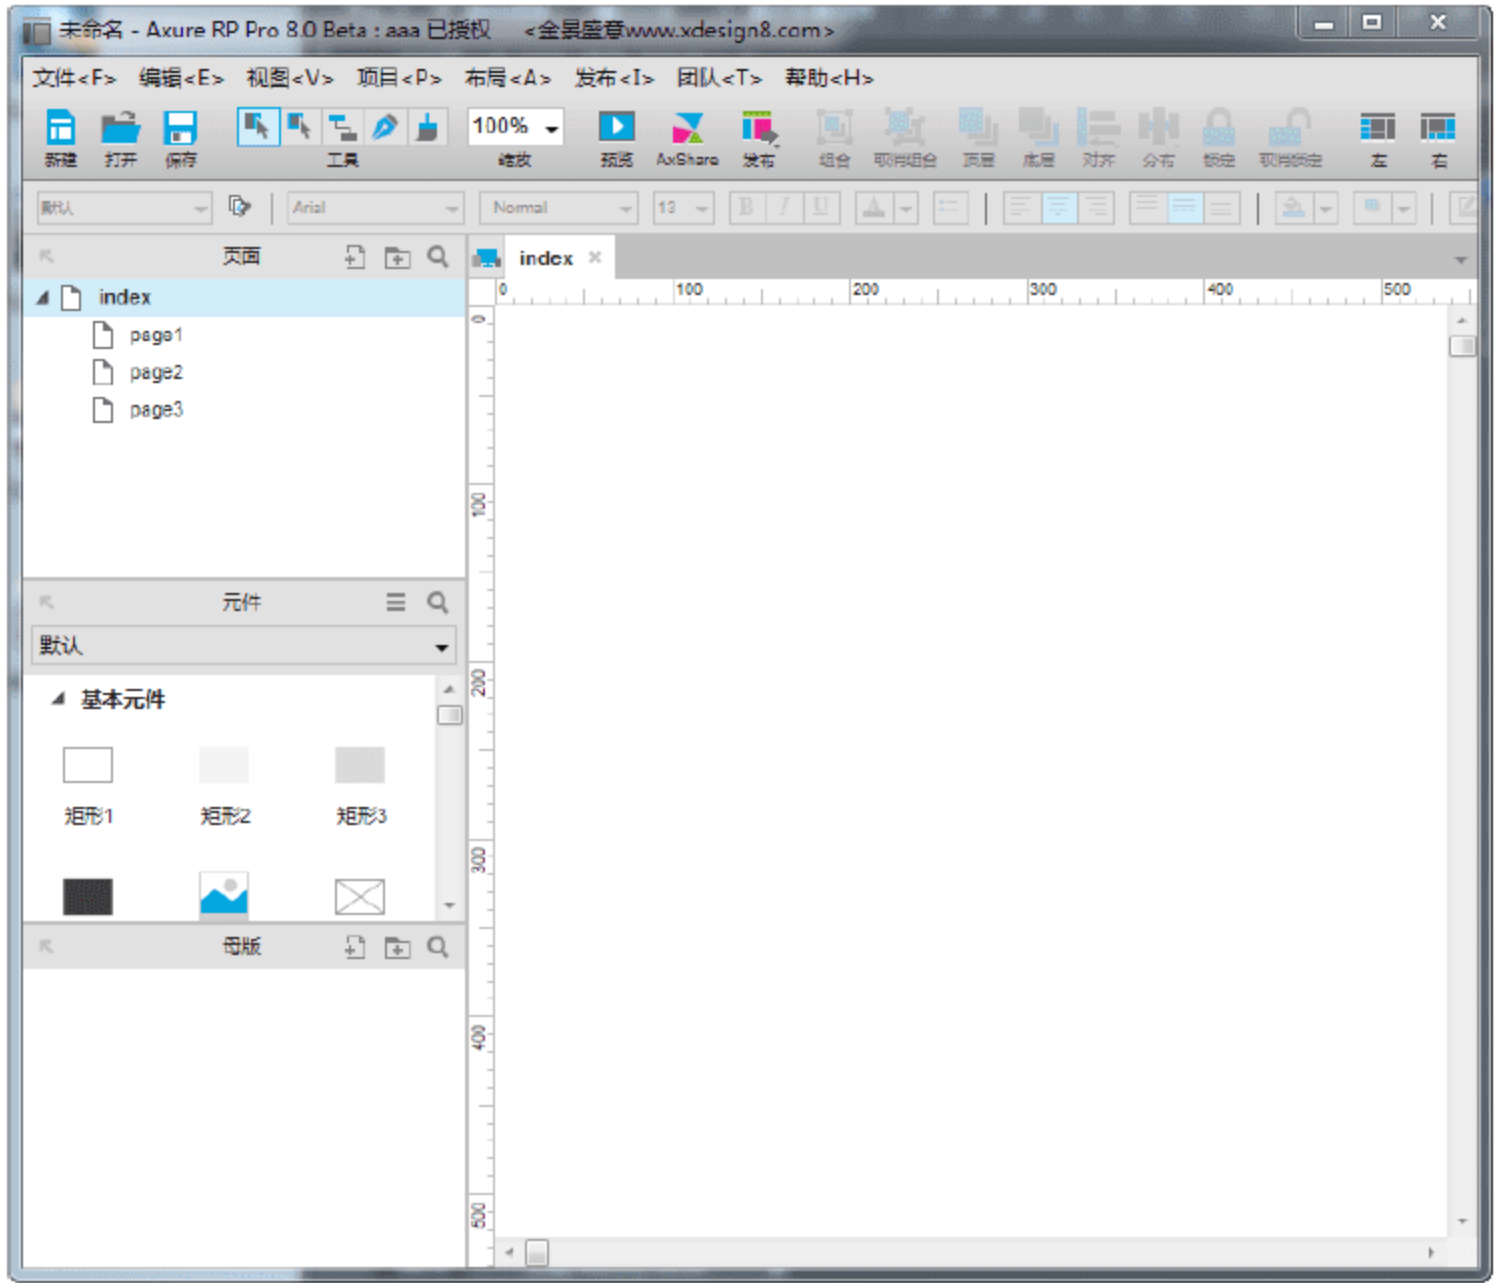 未命名 - Axure RP Pro 8.0 Beta : aaa 已授权 <金景盛意www.xdesign8.com>
文件<F> 编辑<E> 视图<V> 项目<P> 布局<A> 发布<I> 团队<T> 帮助<H>
100%
新建 打开 保存 工具 缩放 预览 AxShare 发布 组合 取消组合 顶层 底层 对齐 分布 锁定 取消锁定 左 右
默认 Arial Normal 13 B I U A
页面
index
page1
page2
page3
元件
默认
基本元件
矩形1 矩形2 矩形3
母版
index
0 100 200 300 400 500
0
100
200
300
400
500